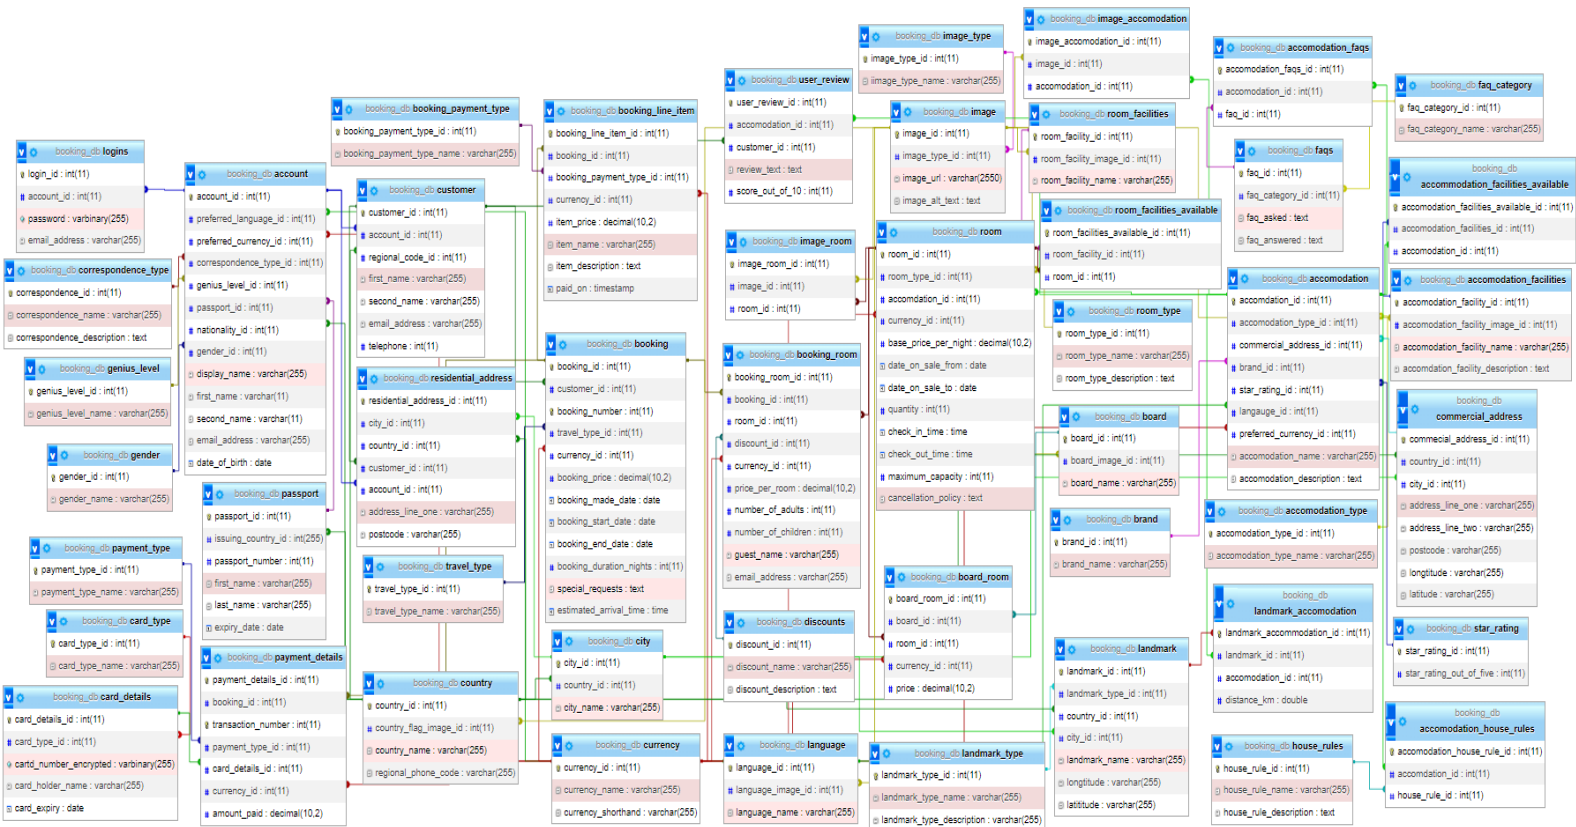 booking_db logins
login_id : int(11)
account_id : int(11)
password : varbinary(255)
email_address : varchar(255)
booking_db correspondence_type
correspondence_id : int(11)
correspondence_name : varchar(255)
correspondence_description : text
booking_db genius_level
genius_level_id : int(11)
genius_level_name : varchar(255)
booking_db gender
gender_id : int(11)
gender_name : varchar(255)
booking_db payment_type
payment_type_id : int(11)
payment_type_name : varchar(255)
booking_db card_type
card_type_id : int(11)
card_type_name : varchar(255)
booking_db card_details
card_details_id : int(11)
card_type_id : int(11)
cartd_number_encrypted : varbinary(255)
card_holder_name : varchar(255)
card_expiry : date
booking_db account
account_id : int(11)
preferred_language_id : int(11)
preferred_currency_id : int(11)
correspondence_type_id : int(11)
genius_level_id : int(11)
passport_id : int(11)
nationality_id : int(11)
gender_id : int(11)
display_name : varchar(255)
first_name : varchar(11)
second_name : varchar(11)
email_address : varchar(255)
date_of_birth : date
booking_db passport
passport_id : int(11)
issuing_country_id : int(255)
passport_number : int(11)
first_name : varchar(255)
last_name : varchar(255)
expiry_date : date
booking_db payment_details
payment_details_id : int(11)
booking_id : int(11)
transaction_number : int(11)
payment_type_id : int(11)
card_details_id : int(11)
currency_id : int(11)
amount_paid : decimal(10,2)
booking_db booking_payment_type
booking_payment_type_id : int(11)
booking_payment_type_name : varchar(255)
booking_db customer
customer_id : int(11)
account_id : int(11)
regional_code_id : int(11)
first_name : varchar(255)
second_name : varchar(255)
email_address : varchar(255)
telephone : int(11)
booking_db residential_address
residential_address_id : int(11)
city_id : int(11)
country_id : int(11)
customer_id : int(11)
account_id : int(11)
address_line_one : varchar(255)
postcode : varchar(255)
booking_db travel_type
travel_type_id : int(11)
travel_type_name : varchar(255)
booking_db country
country_id : int(11)
country_flag_image_id : int(11)
country_name : varchar(255)
regional_phone_code : varchar(255)
booking_db booking_line_item
booking_line_item_id : int(11)
booking_id : int(11)
booking_payment_type_id : int(11)
currency_id : int(11)
item_price : decimal(10,2)
item_name : varchar(255)
item_description : text
paid_on : timestamp
booking_db booking
booking_id : int(11)
customer_id : int(11)
booking_number : int(11)
travel_type_id : int(11)
currency_id : int(11)
booking_price : decimal(10,2)
booking_made_date : date
booking_start_date : date
booking_end_date : date
booking_duration_nights : int(11)
special_requests : text
estimated_arrival_time : time
booking_db city
city_id : int(11)
country_id : int(11)
city_name : varchar(255)
booking_db currency
currency_id : int(11)
currency_name : varchar(255)
currency_shorthand : varchar(255)
booking_db user_review
user_review_id : int(11)
accomodation_id : int(11)
customer_id : int(11)
review_text : text
score_out_of_10 : int(11)
booking_db image_room
image_room_id : int(11)
image_id : int(11)
room_id : int(11)
booking_db booking_room
booking_room_id : int(11)
booking_id : int(11)
room_id : int(11)
discount_id : int(11)
currency_id : int(11)
price_per_room : decimal(10,2)
number_of_adults : int(11)
number_of_children : int(11)
guest_name : varchar(255)
email_address : varchar(255)
booking_db discounts
discount_id : int(11)
discount_name : varchar(255)
discount_description : text
booking_db language
language_id : int(11)
language_image_id : int(11)
language_name : varchar(255)
booking_db image_type
image_type_id : int(11)
iimage_type_name : varchar(255)
booking_db image
image_id : int(11)
image_type_id : int(11)
image_url : varchar(2550)
image_alt_text : text
booking_db room
room_id : int(11)
room_type_id : int(11)
accomdation_id : int(11)
currency_id : int(11)
base_price_per_night : decimal(10,2)
date_on_sale_from : date
date_on_sale_to : date
quantity : int(11)
check_in_time : time
check_out_time : time
maximum_capacity : int(11)
cancellation_policy : text
booking_db board_room
board_room_id : int(11)
board_id : int(11)
room_id : int(11)
currency_id : int(11)
price : decimal(10,2)
booking_db landmark_type
landmark_type_id : int(11)
landmark_type_name : varchar(255)
landmark_type_description : varchar(255)
booking_db image_accomodation
image_accomodation_id : int(11)
image_id : int(11)
accomodation_id : int(11)
booking_db room_facilities
room_facility_id : int(11)
room_facility_image_id : int(11)
room_facility_name : varchar(255)
booking_db room_facilities_available
room_facilities_available_id : int(11)
room_facility_id : int(11)
room_id : int(11)
booking_db room_type
room_type_id : int(11)
room_type_name : varchar(255)
room_type_description : text
booking_db board
board_id : int(11)
board_image_id : int(11)
board_name : varchar(255)
booking_db brand
brand_id : int(11)
brand_name : varchar(255)
booking_db landmark
landmark_id : int(11)
landmark_type_id : int(11)
country_id : int(11)
city_id : int(11)
landmark_name : varchar(255)
longtitude : varchar(255)
latititude : varchar(255)
booking_db accomodation_faqs
accomodation_faqs_id : int(11)
accomodation_id : int(11)
faq_id : int(11)
booking_db faqs
faq_id : int(11)
faq_category_id : int(11)
faq_asked : text
faq_answered : text
booking_db accomodation
accomdation_id : int(11)
accomodation_type_id : int(11)
commercial_address_id : int(11)
brand_id : int(11)
star_rating_id : int(11)
langauge_id : int(11)
preferred_currency_id : int(11)
accomodation_name : varchar(255)
accomodation_description : text
booking_db accomodation_type
accomodation_type_id : int(11)
accomodation_type_name : varchar(255)
booking_db
landmark_accomodation
landmark_accommodation_id : int(11)
landmark_id : int(11)
accomodation_id : int(11)
distance_km : double
booking_db house_rules
house_rule_id : int(11)
house_rule_name : varchar(255)
house_rule_description : text
booking_db faq_category
faq_category_id : int(11)
faq_category_name : varchar(255)
booking_db
accommodation_facilities_available
accommodation_facilities_available_id : int(11)
accommodation_facilities_id : int(11)
accomodation_id : int(11)
booking_db accomodation_facilities
accomodation_facility_id : int(11)
accomodation_facility_image_id : int(11)
accomodation_facility_name : varchar(255)
accomodation_facility_description : text
booking_db
commercial_address
commecial_address_id : int(11)
country_id : int(11)
city_id : int(11)
address_line_one : varchar(255)
address_line_two : varchar(255)
postcode : varchar(255)
longtitude : varchar(255)
latitude : varchar(255)
booking_db star_rating
star_rating_id : int(11)
star_rating_out_of_five : int(11)
booking_db
accomodation_house_rules
accomodation_house_rule_id : int(11)
accomdation_id : int(11)
house_rule_id : int(11)